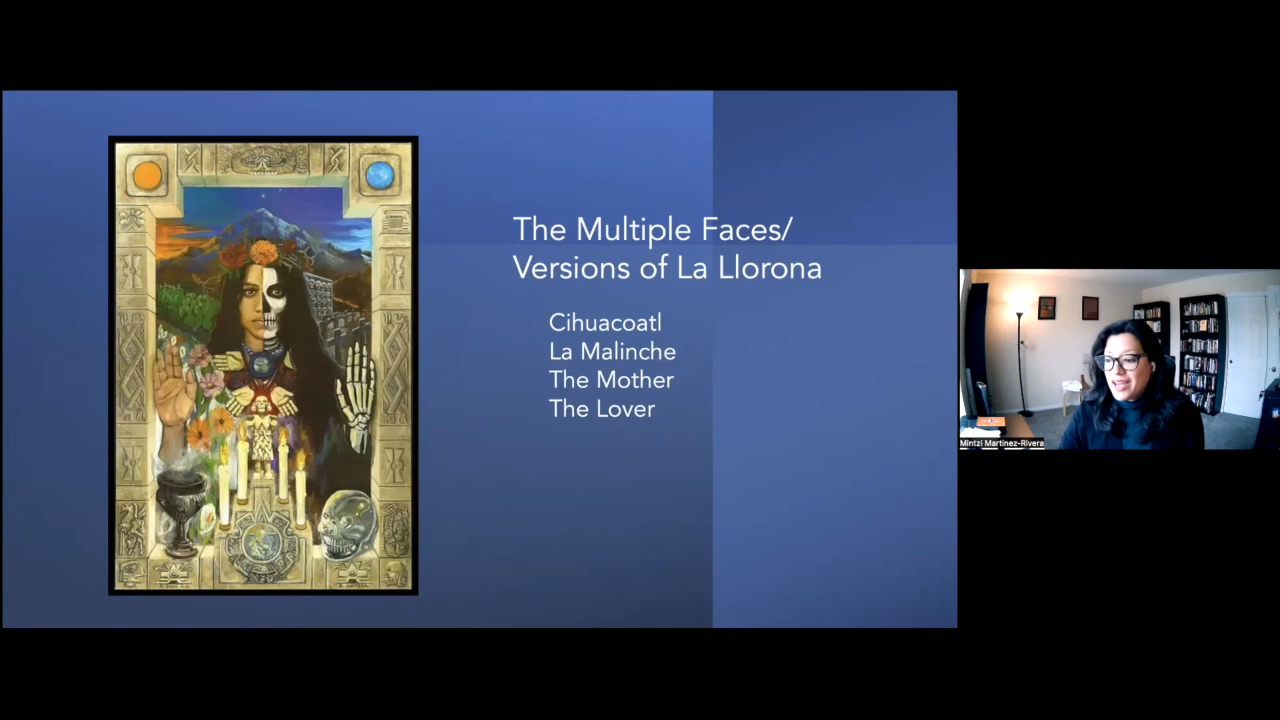 The Multiple Faces/
Versions of La Llorona
Cihuacoatl
La Malinche
The Mother
The Lover
Mintzi Martinez-Rivera